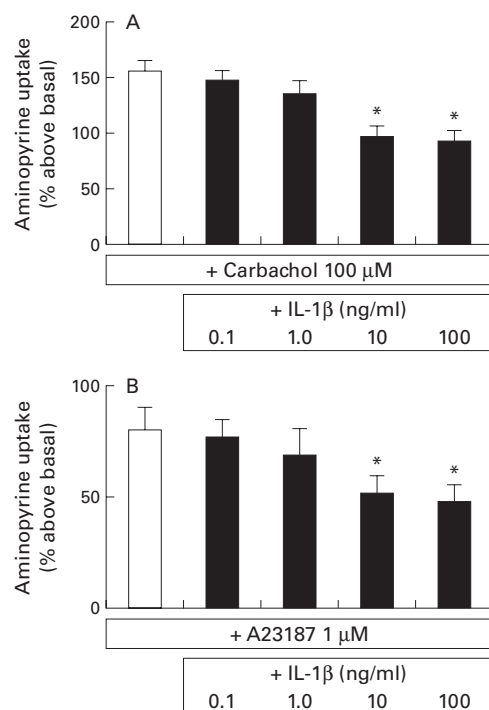 A
Aminopyrine uptake
(% above basal)
200
150
100
50
0
*
*
+ Carbachol 100 µM
+ IL-1β (ng/ml)
0.1 1.0 10 100
B
Aminopyrine uptake
(% above basal)
100
50
0
*
*
+ A23187 1 µM
+ IL-1β (ng/ml)
0.1 1.0 10 100